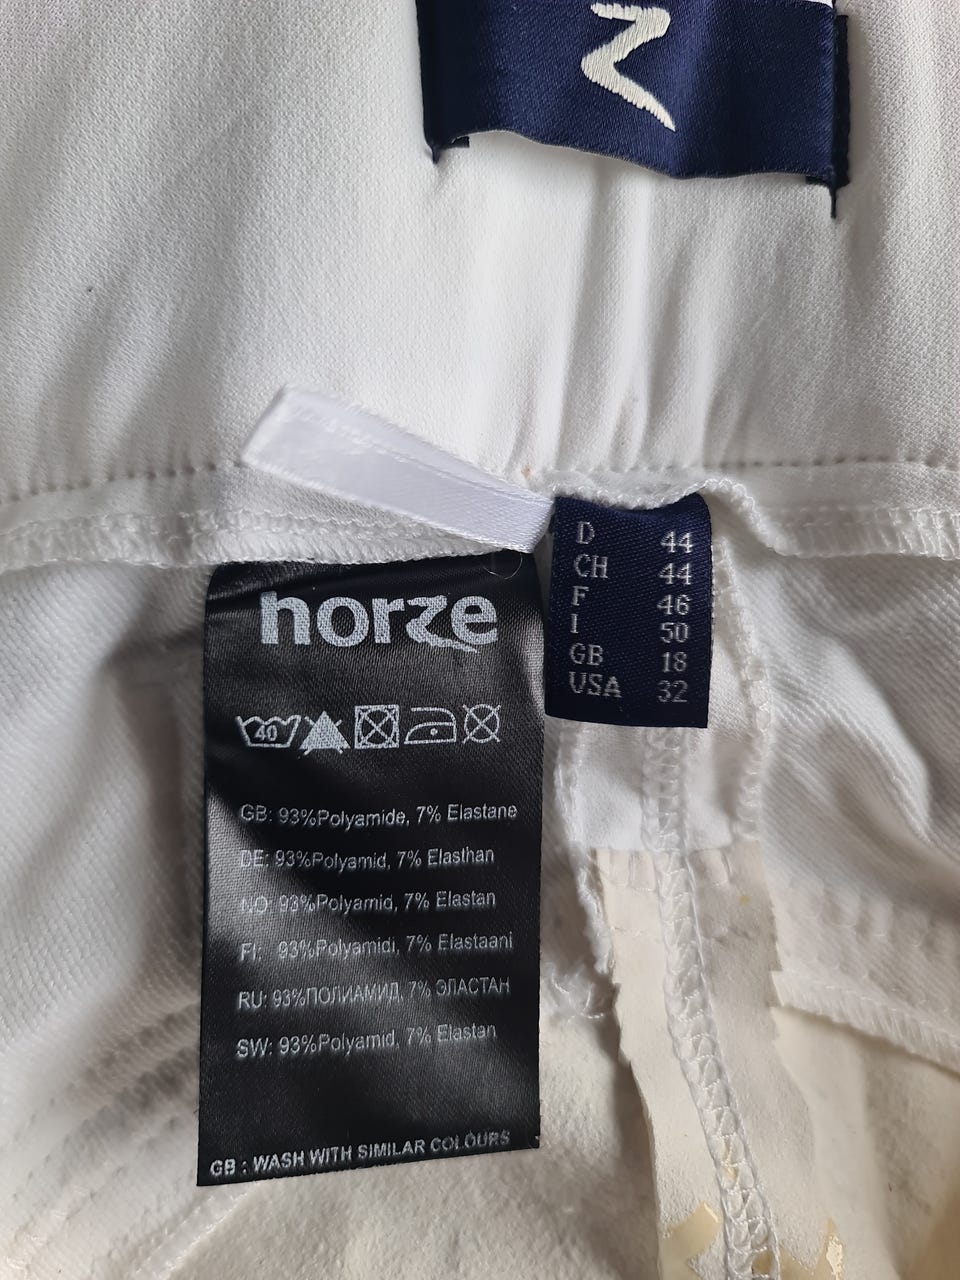 horze
40
GB: 93%Polyamide, 7% Elastane
DE: 93%Polyamid, 7% Elasthan
NO 93%Polyamid, 7% Elastan
FI: 93%Polyamidi, 7% Elastaani
RU: 93%ПОЛИАМИД, 7% ЭЛАСТАН
SW: 93%Polyamid, 7% Elastan
GB : WASH WITH SIMILAR COLOURS
D 44
CH 44
F 46
I 50
GB 18
USA 32